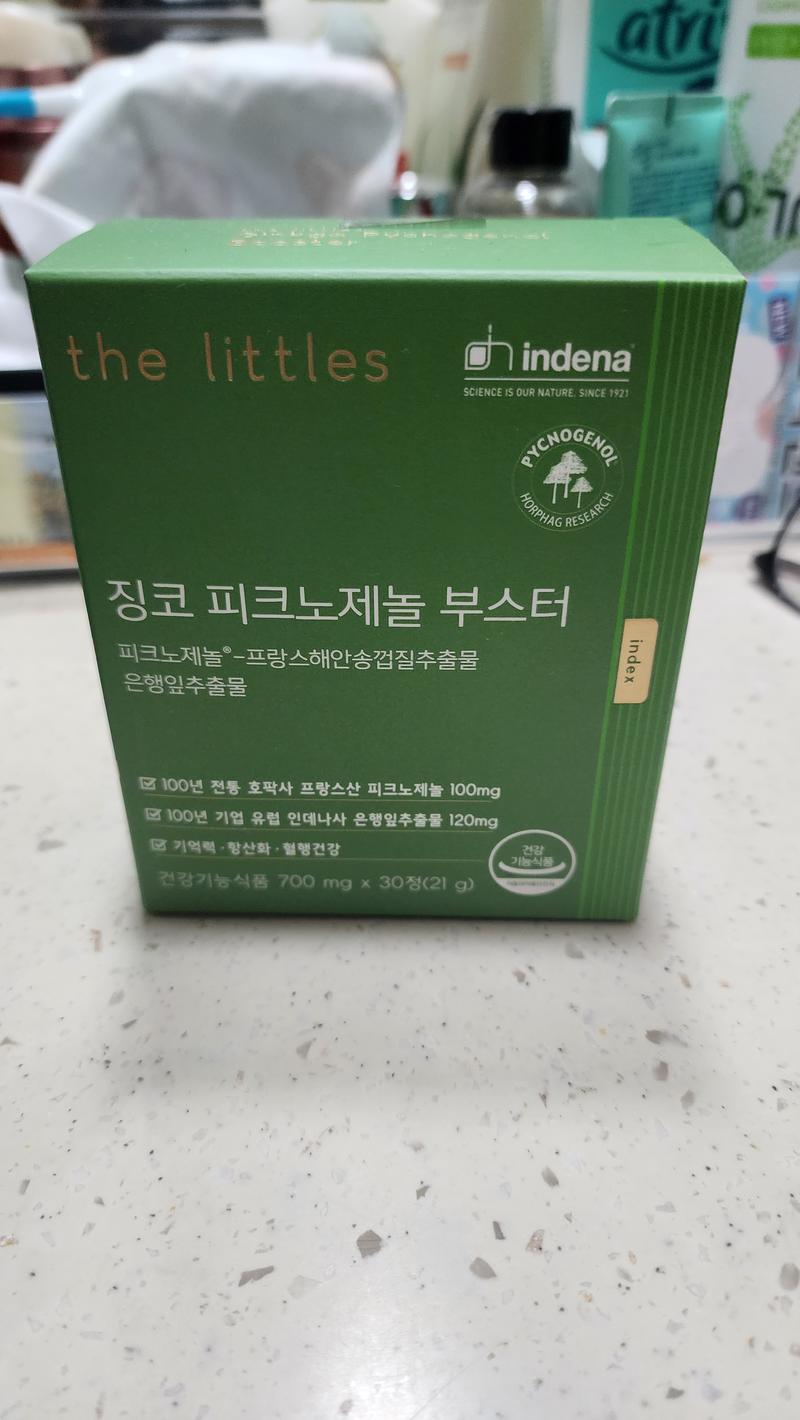 atri
the littles
indena
SCIENCE IS OUR NATURE. SINCE 1921
PYCNOGENOL
HORPHAG RESEARCH
징코 피크노제놀 부스터
피크노제놀®-프랑스해안송껍질추출물
은행잎추출물
index
100년 전통 호팍사 프랑스산 피크노제놀 100mg
100년 기업 유럽 인데나사 은행잎추출물 120mg
기억력·항산화·혈행건강
건강
기능식품
건강기능식품 700 mg x 30정(21 g)